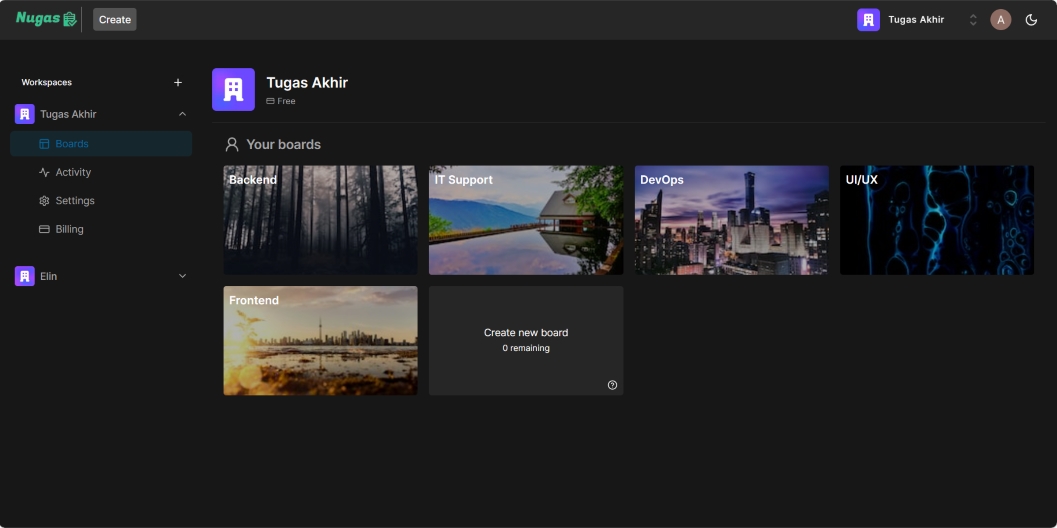 Nugas
Create
Tugas Akhir
A
Workspaces
+
Tugas Akhir
Boards
Activity
Settings
Billing
Elin
Tugas Akhir
Free
Your boards
Backend
IT Support
DevOps
UI/UX
Frontend
Create new board
0 remaining